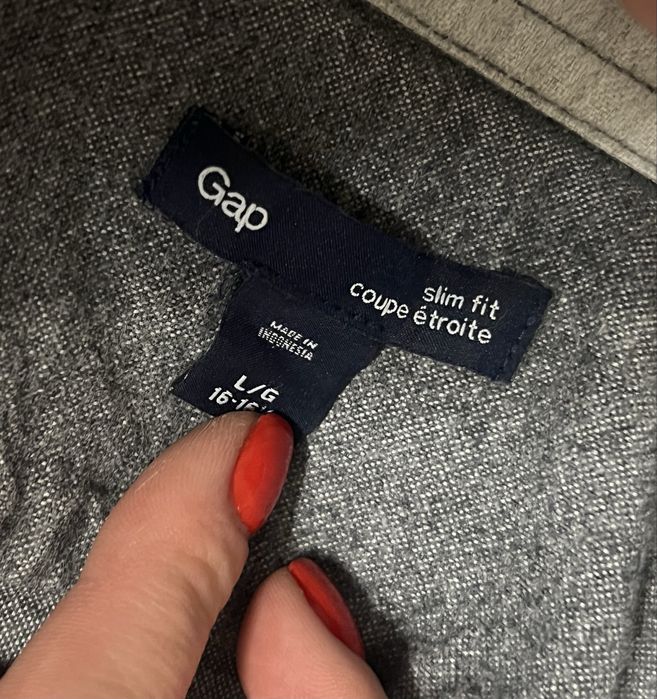 Gap
slim fit
coupe étroite
MADE IN
INDONESIA
L/G